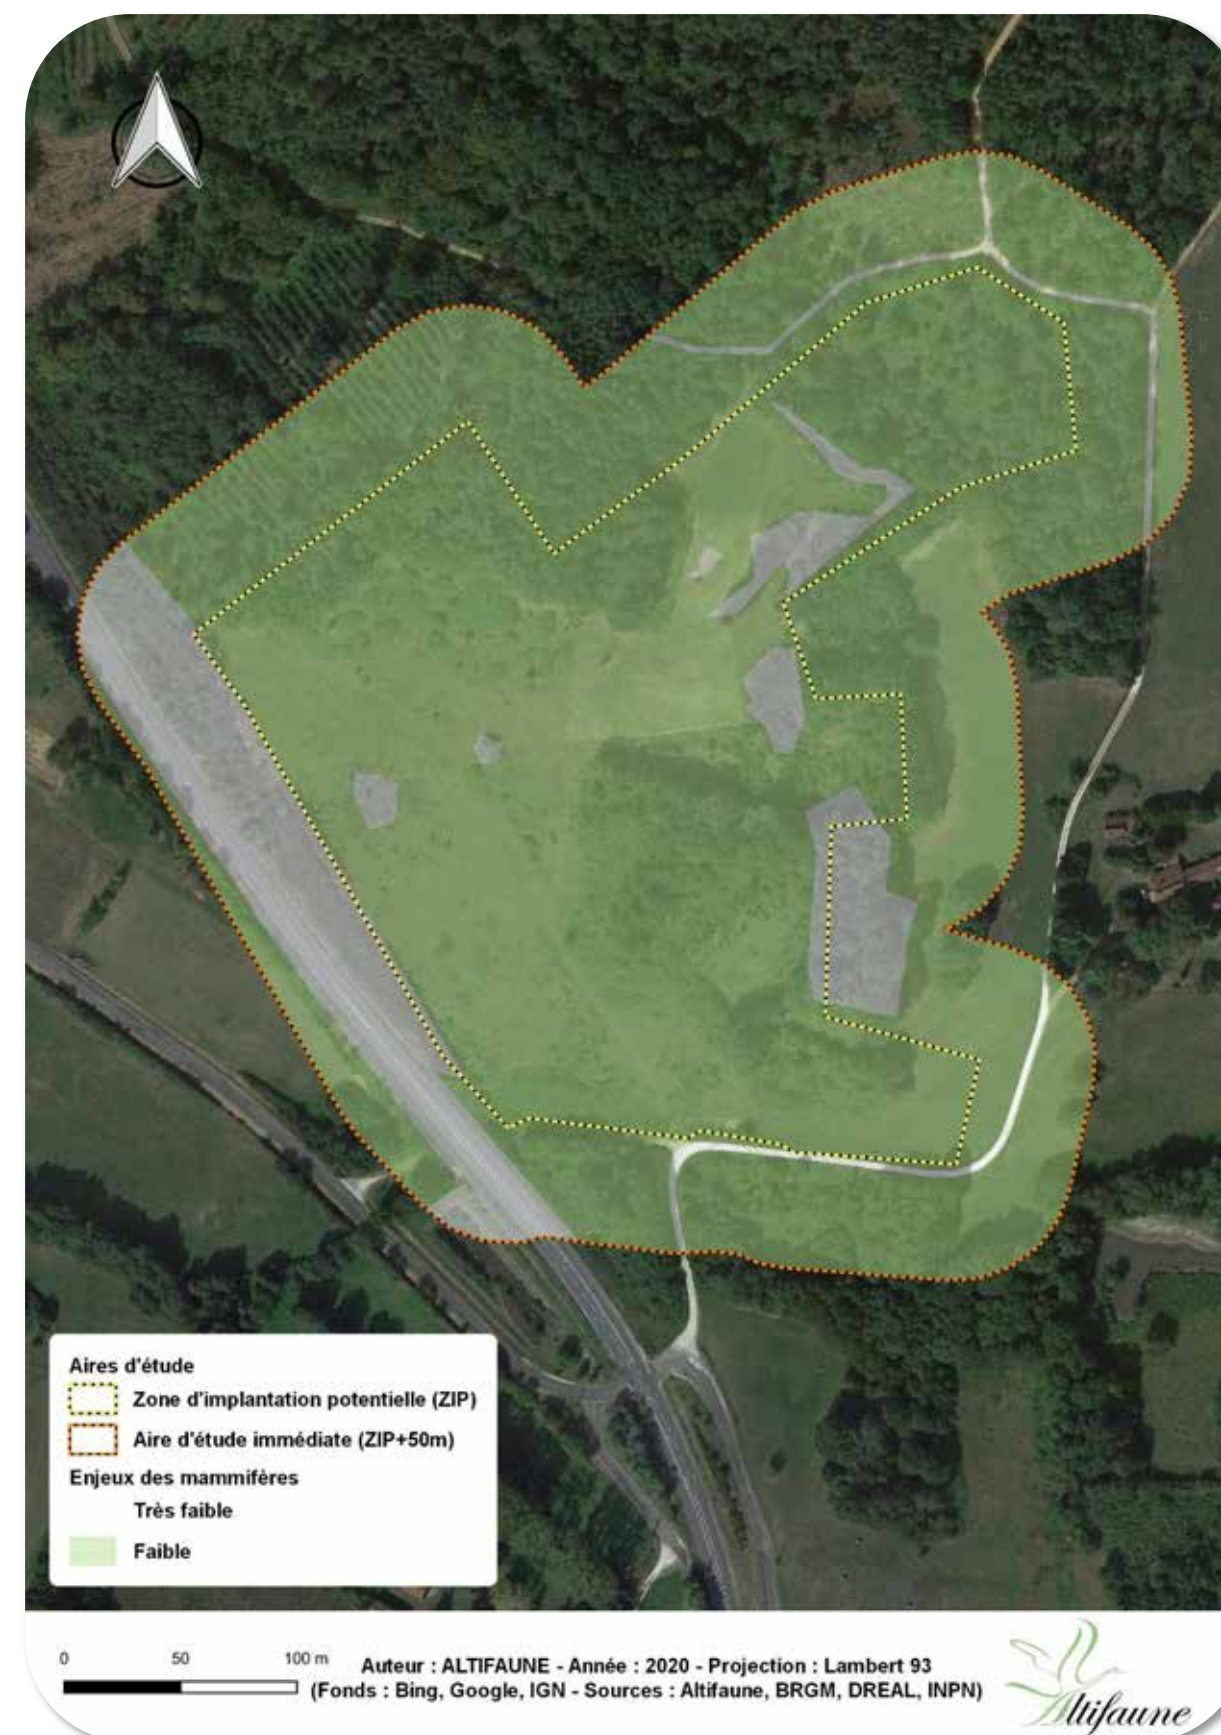 Aires d'étude
Zone d'implantation potentielle (ZIP)
Aire d'étude immédiate (ZIP+50m)
Enjeux des mammifères
Très faible
Faible
0 50 100 m
Auteur : ALTIFAUNE - Année : 2020 - Projection : Lambert 93
(Fonds : Bing, Google, IGN - Sources : Altifaune, BRGM, DREAL, INPN)
Altifaune